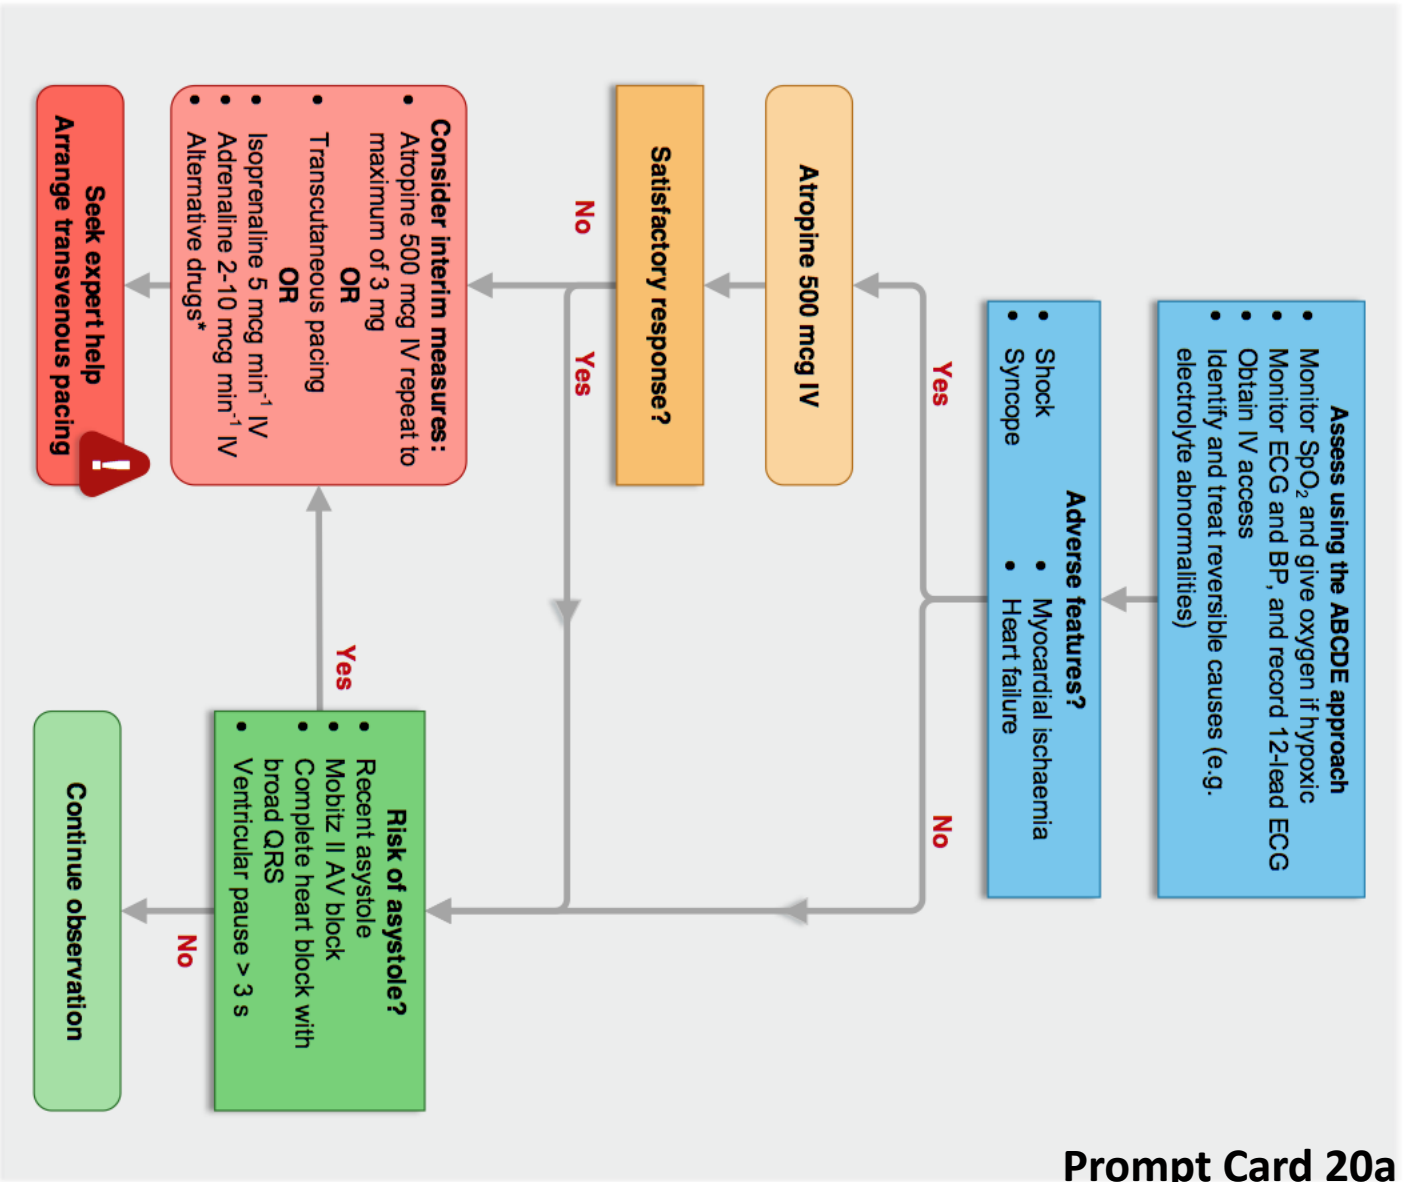 Assess using the ABCDE approach
• Monitor SpO₂ and give oxygen if hypoxic
• Monitor ECG and BP, and record 12-lead ECG
• Obtain IV access
• Identify and treat reversible causes (e.g.
electrolyte abnormalities)
Adverse features?
• Shock
• Syncope
• Myocardial ischaemia
• Heart failure
Yes
No
Atropine 500 mcg IV
Satisfactory response?
No
Yes
Consider interim measures:
• Atropine 500 mcg IV repeat to
maximum of 3 mg
OR
• Transcutaneous pacing
OR
• Isoprenaline 5 mcg min⁻¹ IV
• Adrenaline 2-10 mcg min⁻¹ IV
• Alternative drugs*
Yes
Risk of asystole?
• Recent asystole
• Mobitz II AV block
• Complete heart block with
broad QRS
• Ventricular pause > 3 s
No
Seek expert help
Arrange transvenous pacing
!
Continue observation
Prompt Card 20a